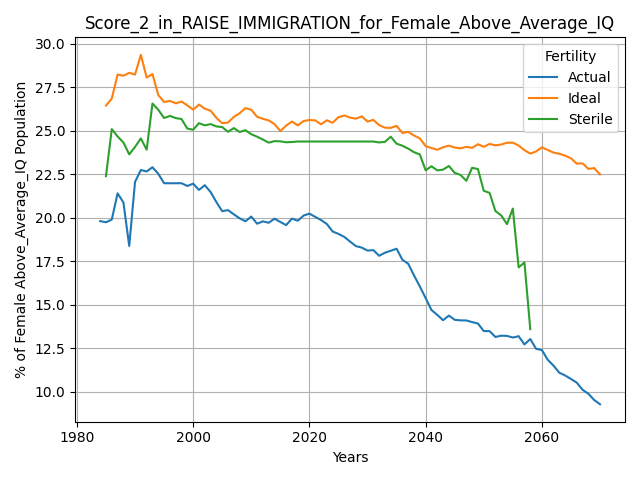 Score_2_in_RAISE_IMMIGRATION_for_Female_Above_Average_IQ
% of Female Above_Average_IQ Population
30.0
27.5
25.0
22.5
20.0
17.5
15.0
12.5
10.0
Fertility
Actual
Ideal
Sterile
1980
2000
2020
2040
2060
Years